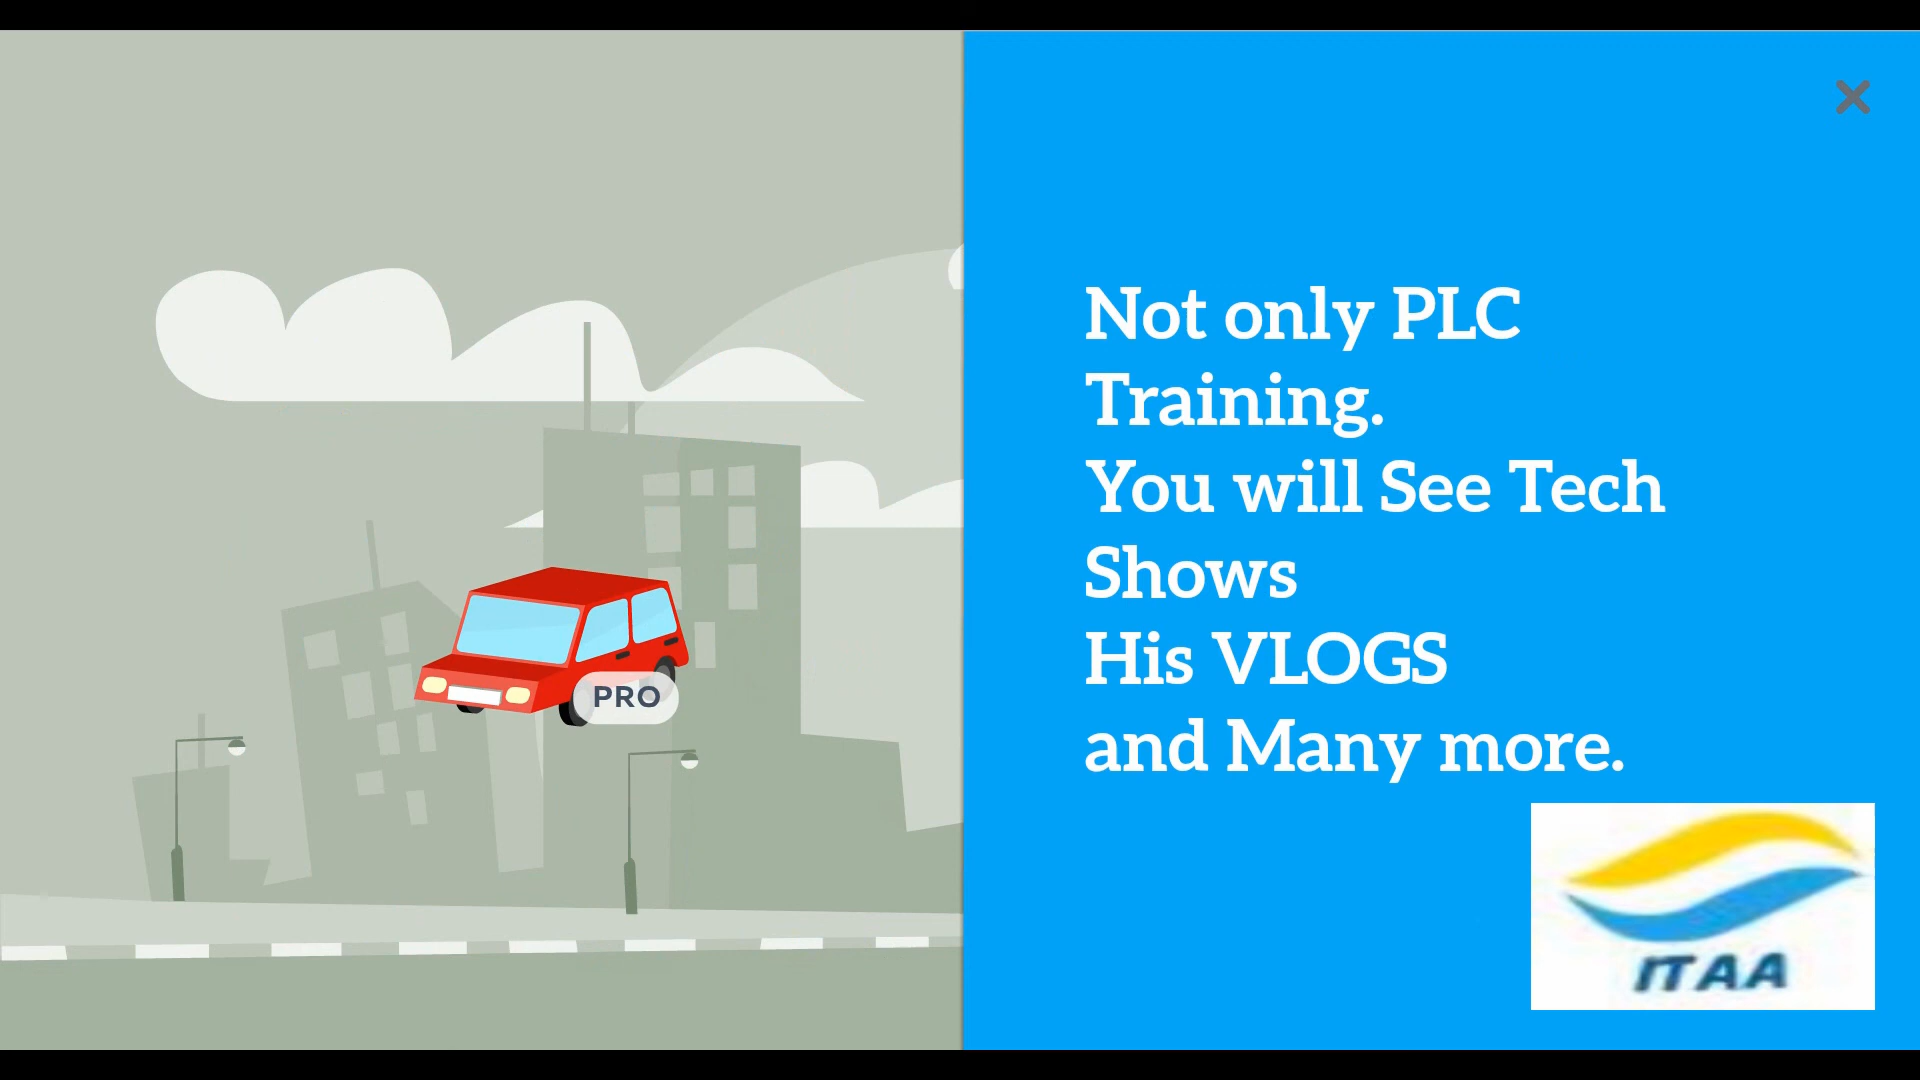 Not only PLC
Training.
You will See Tech
Shows
His VLOGS
and Many more.
PRO
ITAA